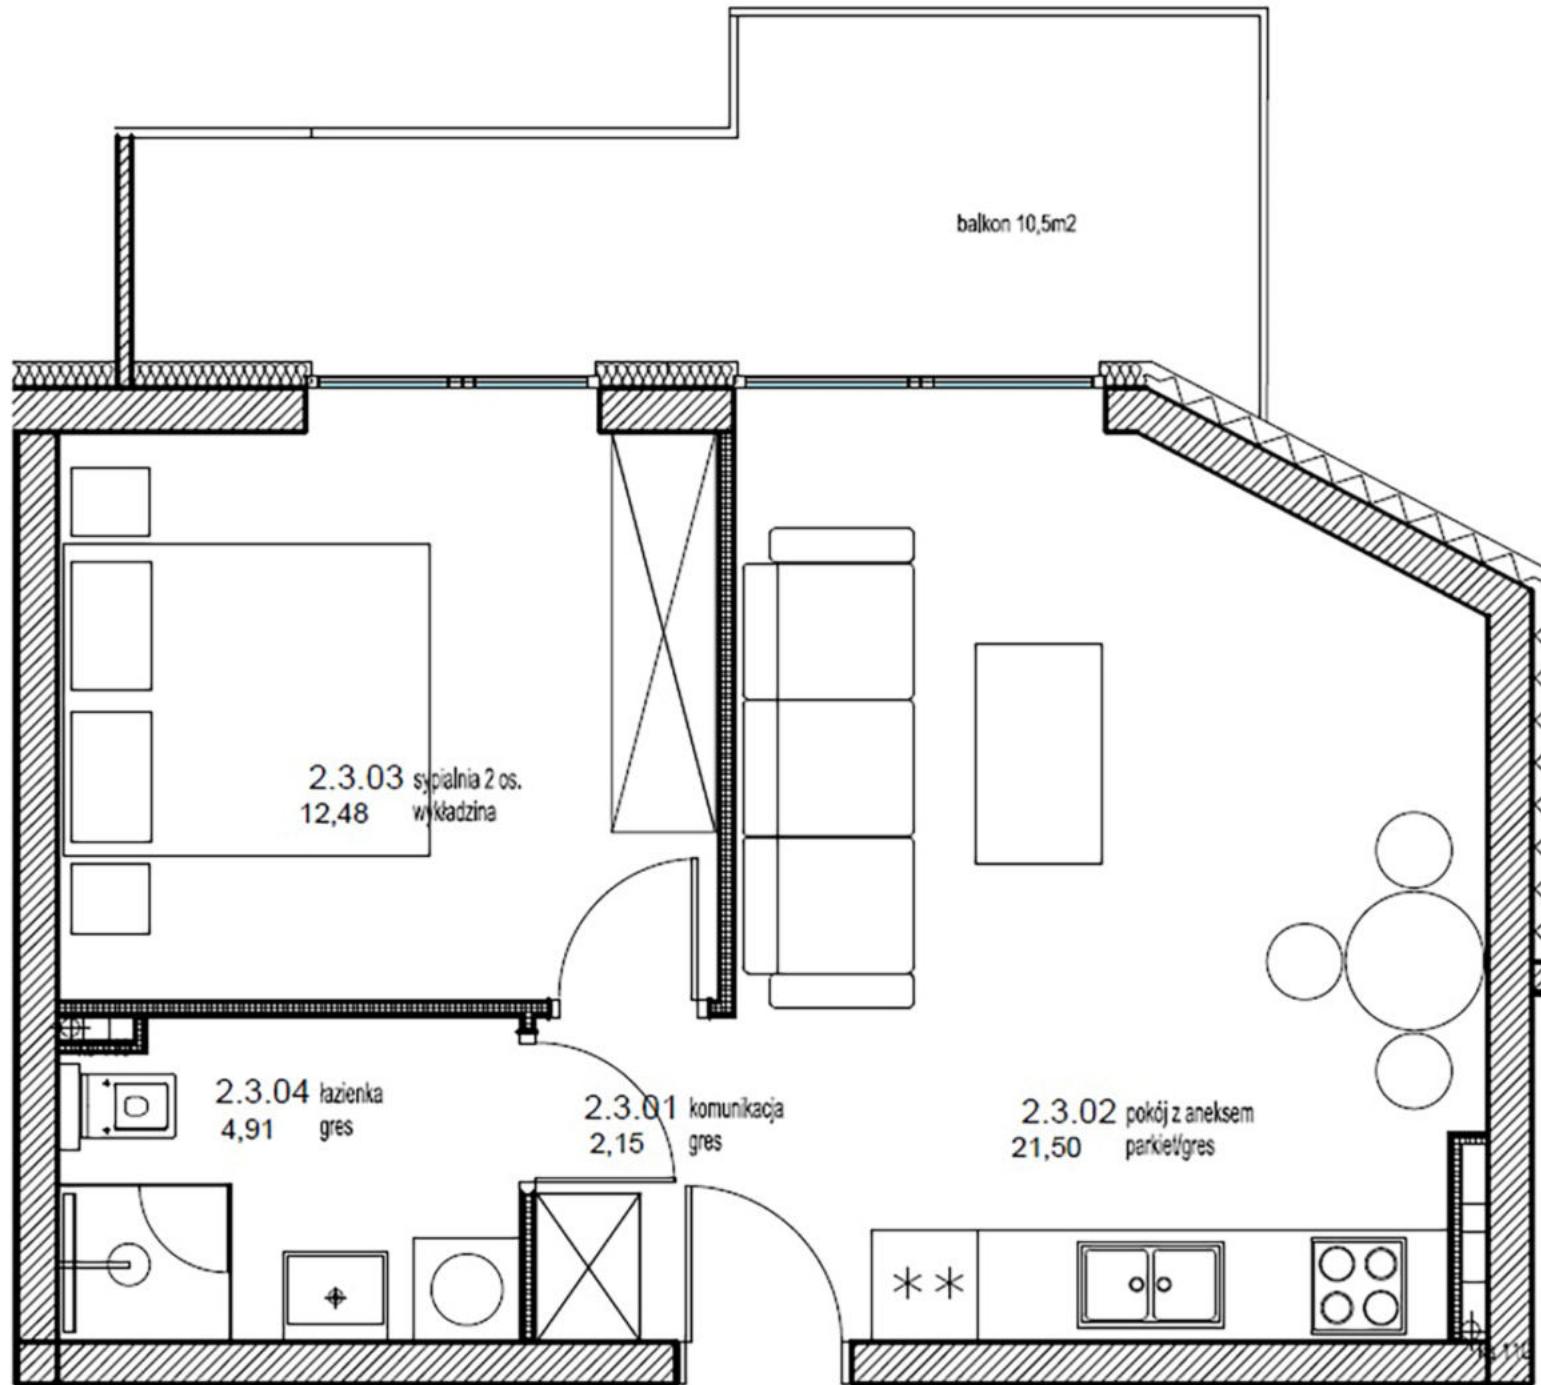 balkon 10,5m2
2.3.03 sypialnia 2 os.
12,48 wykładzina
2.3.04 łazienka
4,91 gres
2.3.01 komunikacja
2,15 gres
2.3.02 pokój z aneksem
21,50 parkiet/gres